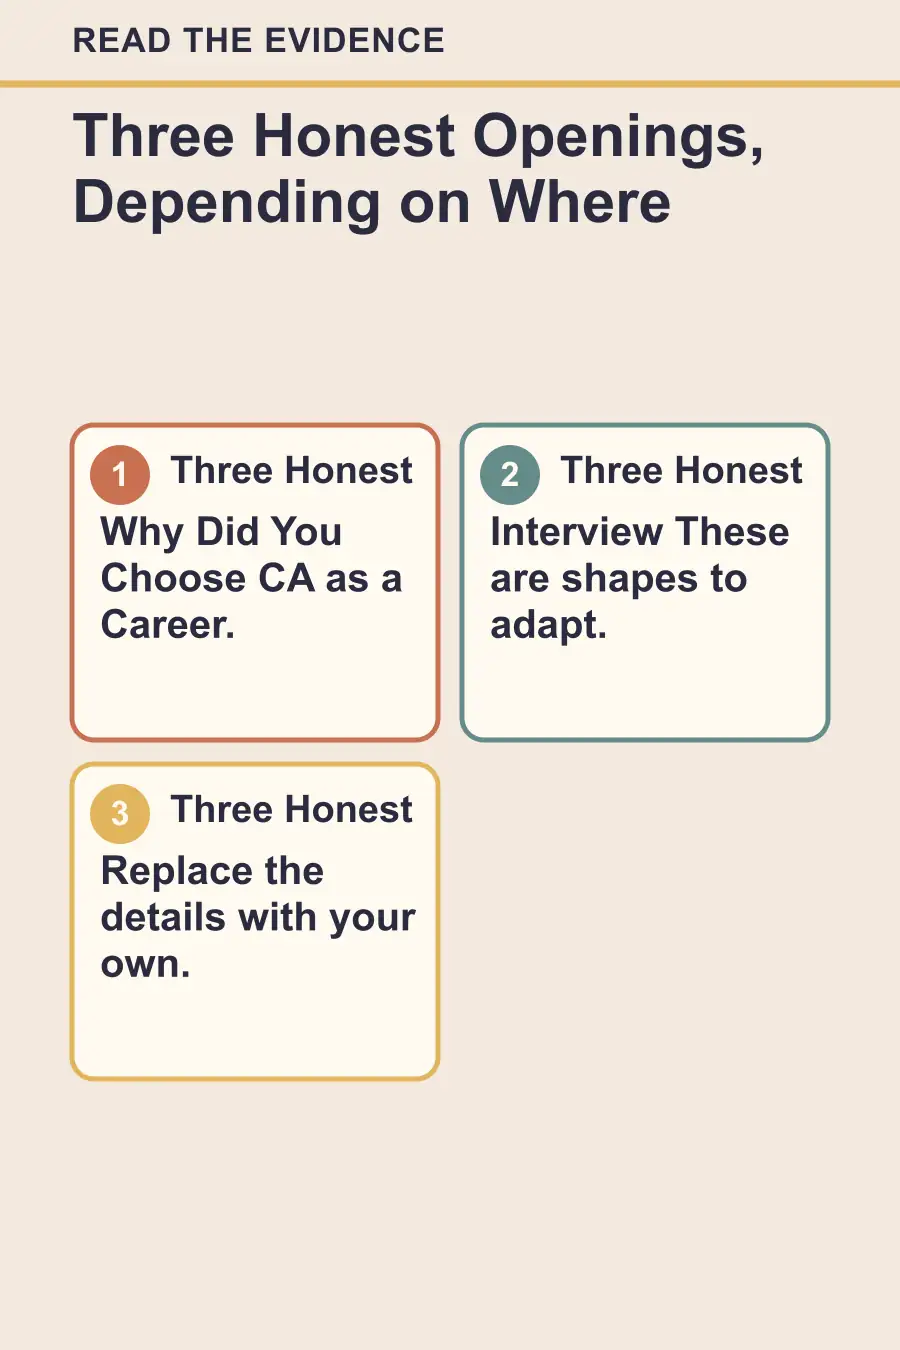 READ THE EVIDENCE
Three Honest Openings,
Depending on Where
1 Three Honest
Why Did You
Choose CA as a
Career.
2 Three Honest
Interview These
are shapes to
adapt.
3 Three Honest
Replace the
details with your
own.